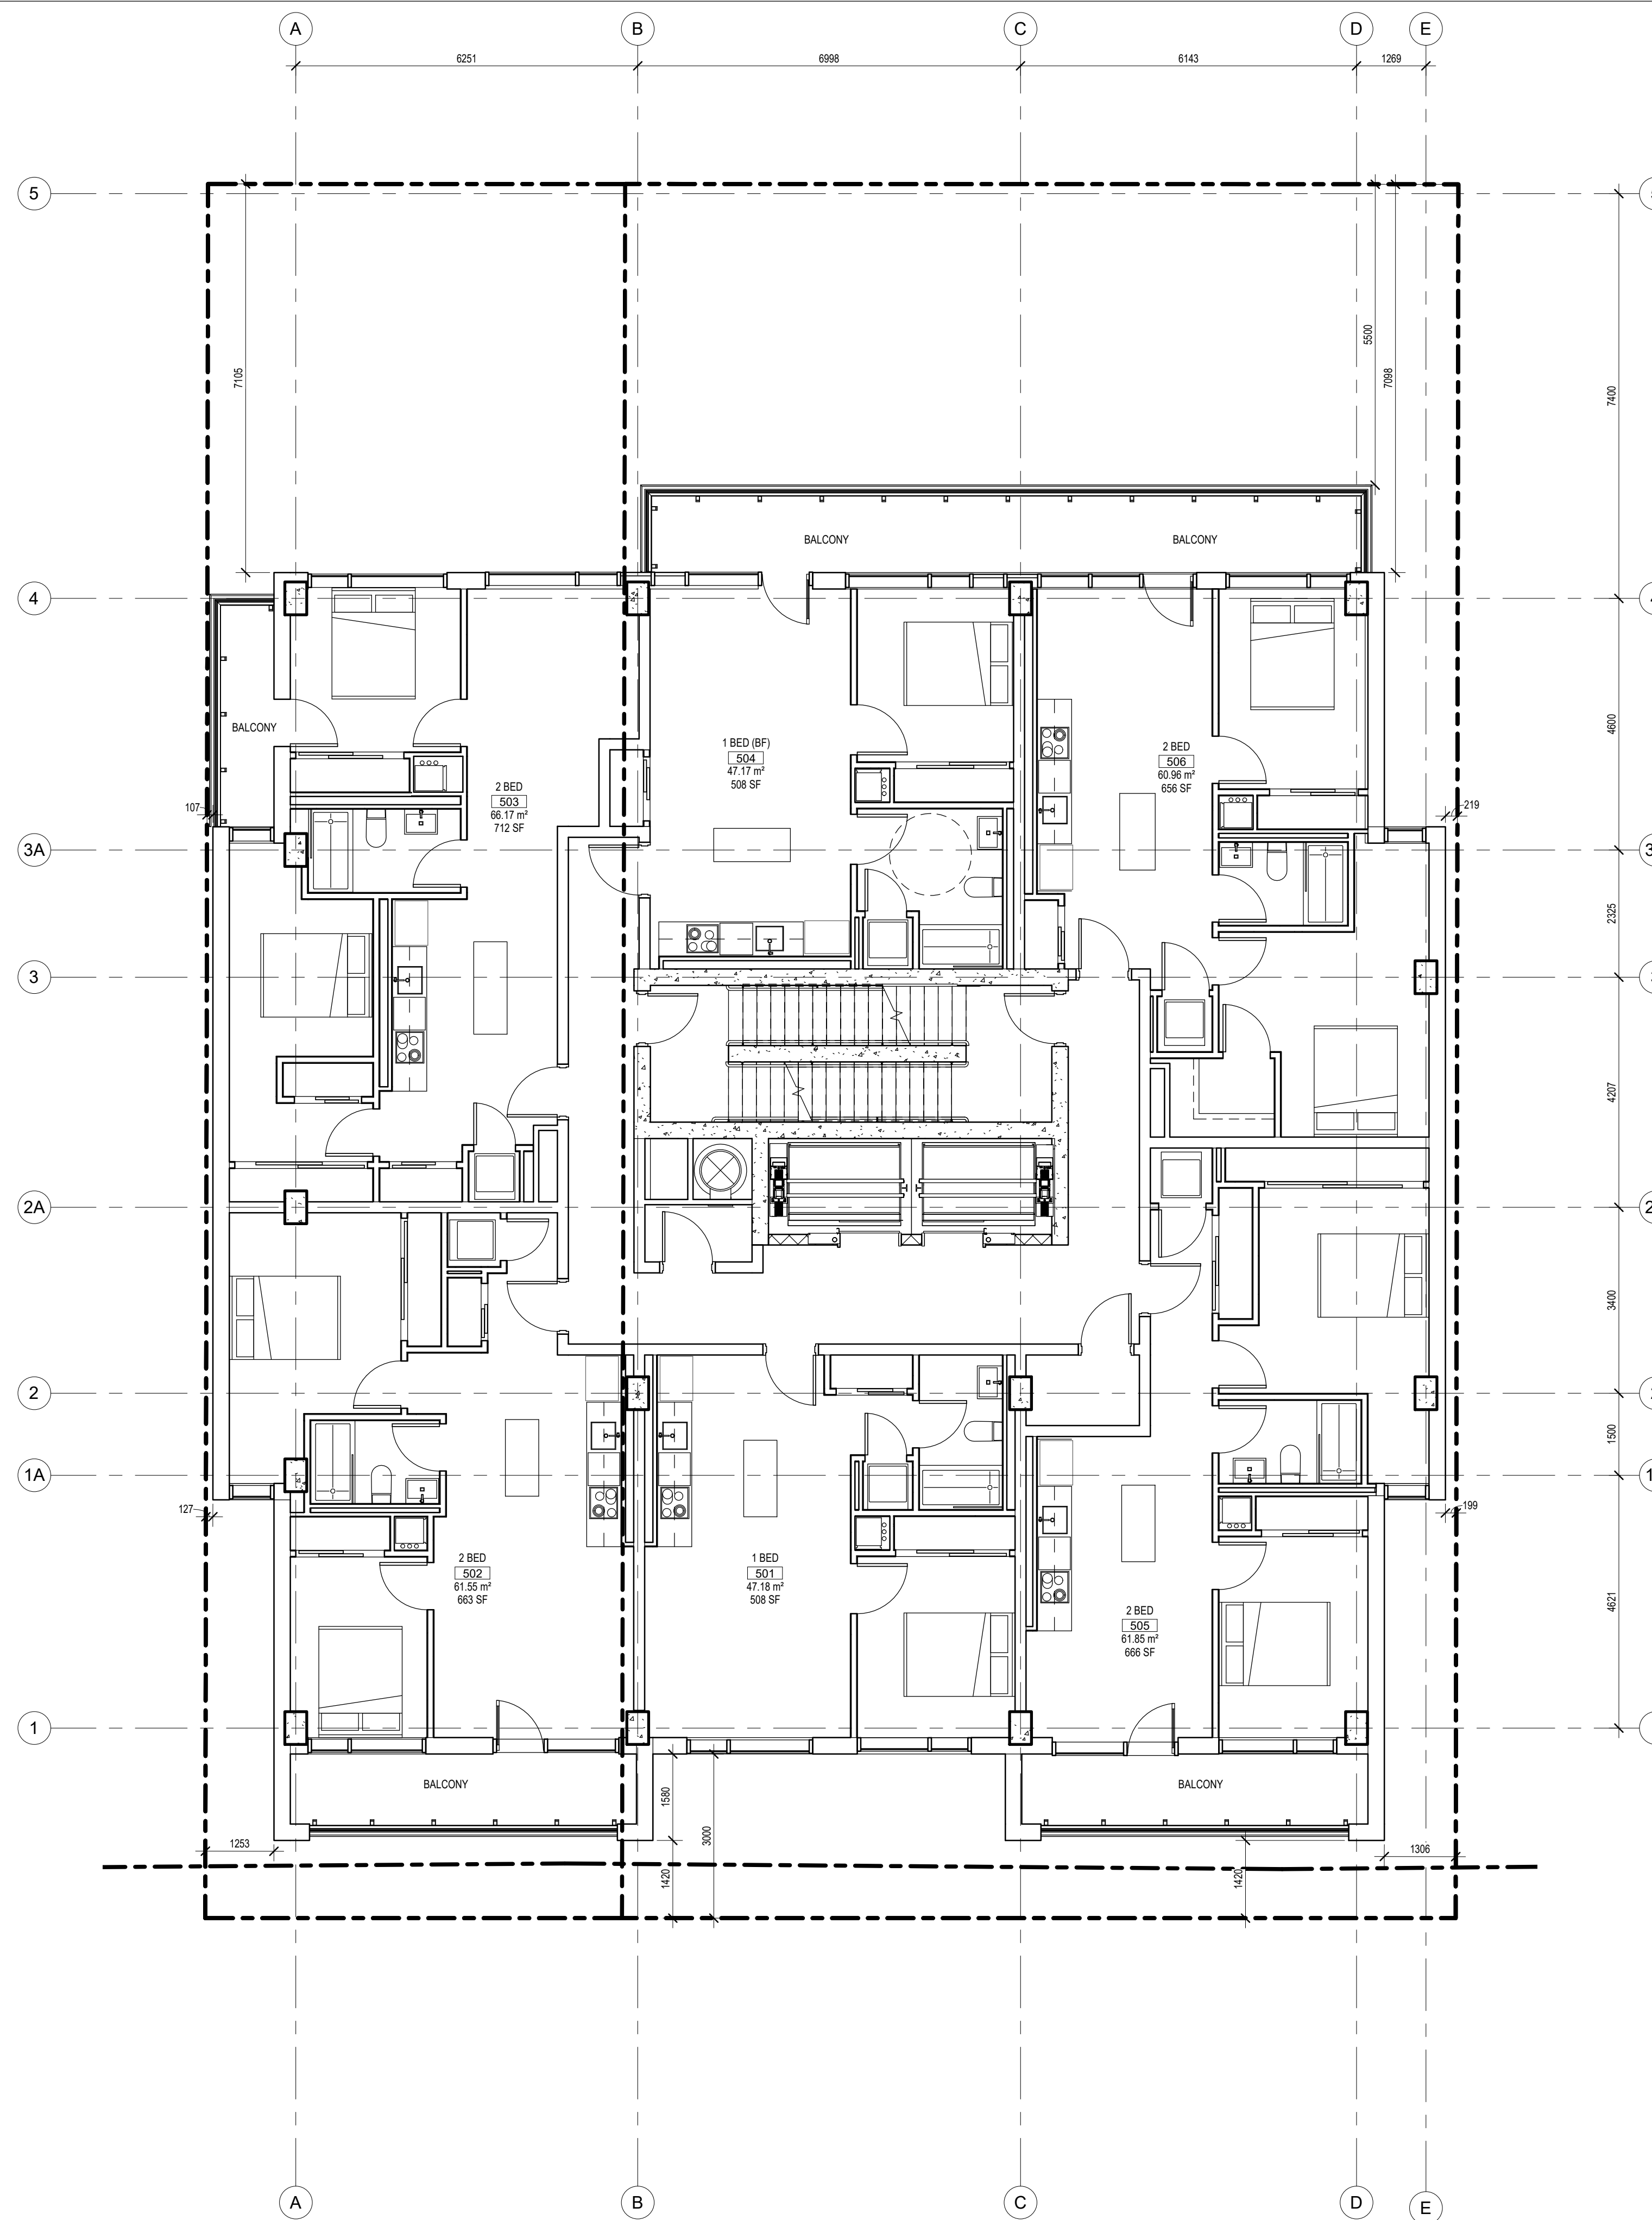 A
B
C
D
E
6251
6998
6143
1269
5
7105
5500
7098
7400
BALCONY
BALCONY
4
BALCONY
4600
1 BED (BF)
504
47.17 m²
508 SF
2 BED
506
60.96 m²
656 SF
2 BED
503
66.17 m²
712 SF
107
219
3A
2325
3
4207
2A
3400
2
1500
1A
127
199
2 BED
502
61.55 m²
663 SF
1 BED
501
47.18 m²
508 SF
2 BED
505
61.85 m²
666 SF
4621
1
BALCONY
BALCONY
1580
3000
1253
1306
1420
1420
A
B
C
D
E